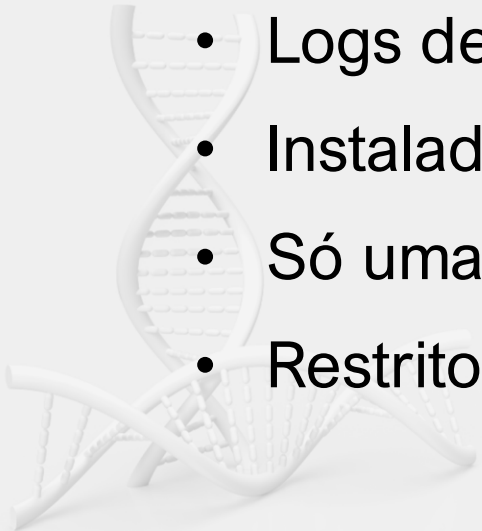 • Logs de
• Instalad
• Só uma
• Restrito